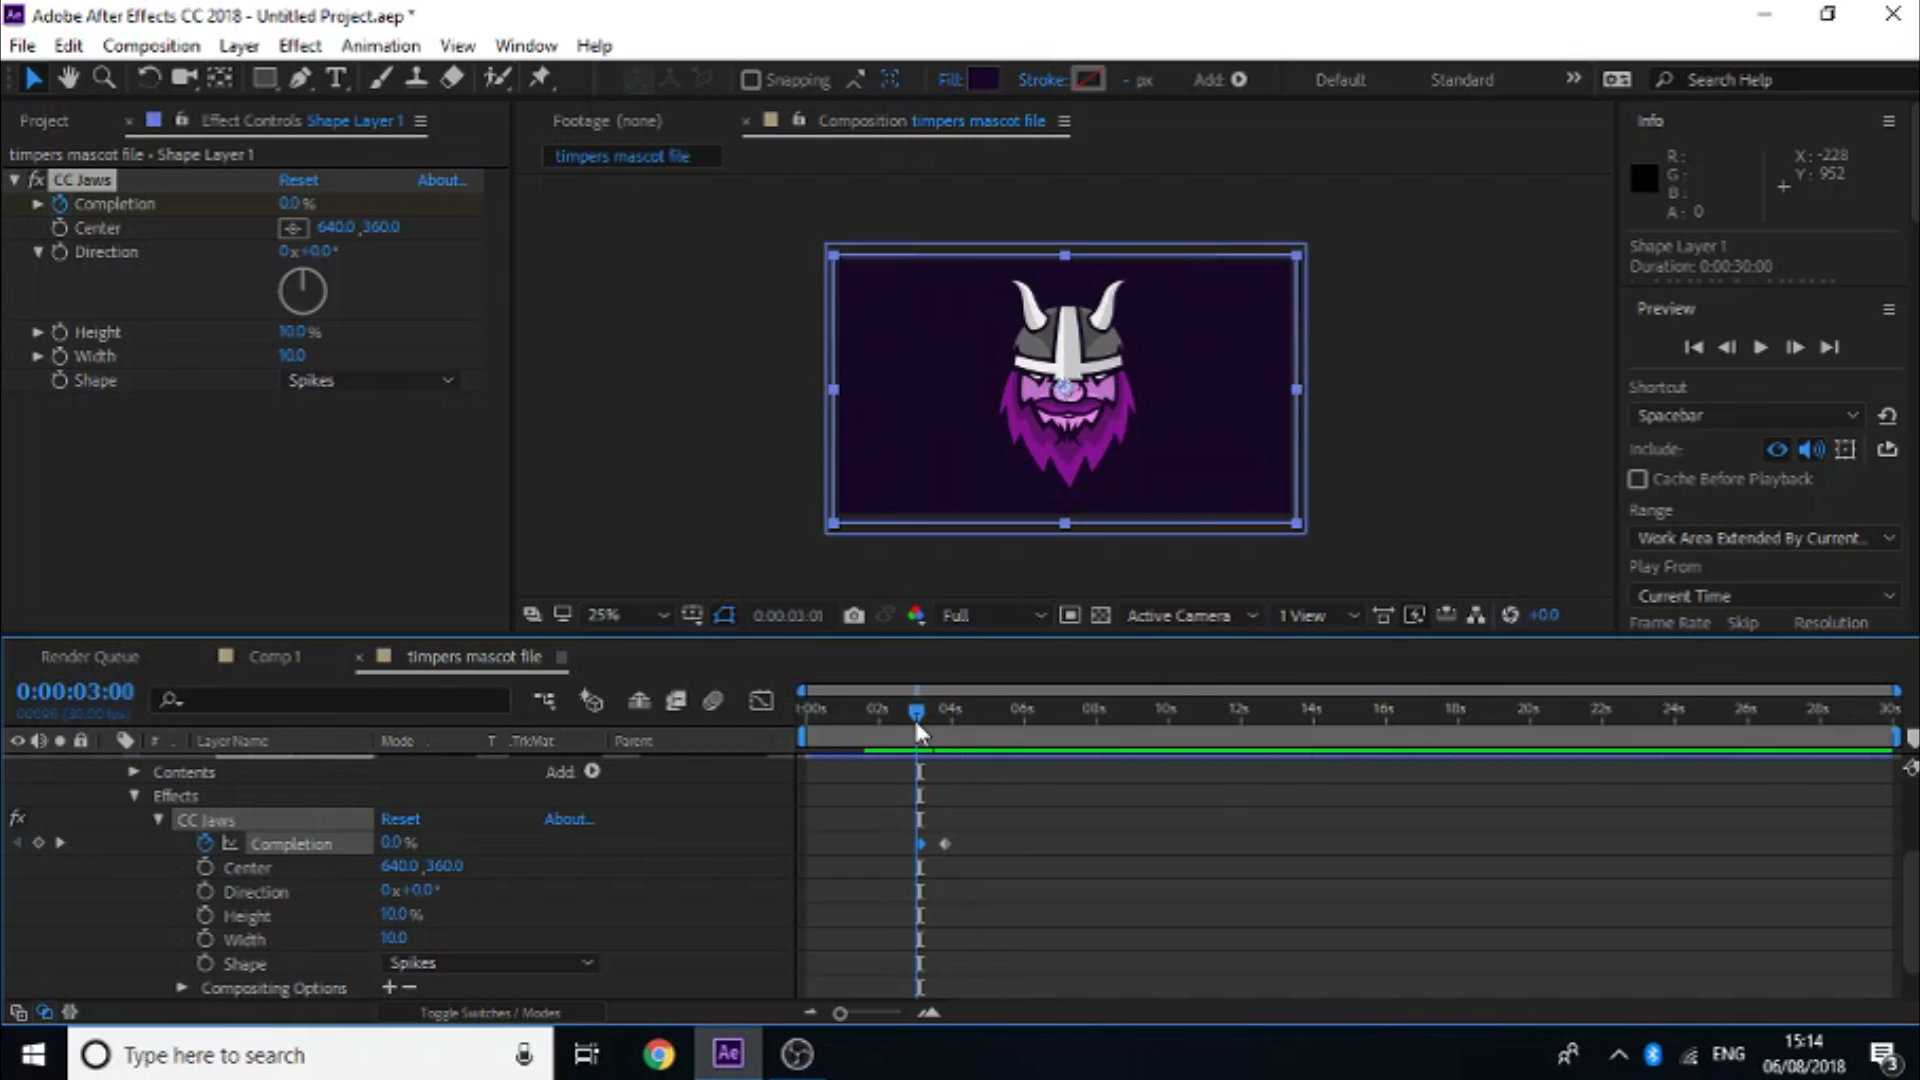 Adobe After Effects CC 2018 - Untitled Project.aep *
File Edit Composition Layer Effect Animation View Window Help
Snapping Fill: Stroke: - px Add: Default Standard Search Help
Project Effect Controls Shape Layer 1
timpers mascot file • Shape Layer 1
fx CC Jaws Reset About...
Completion 0.0 %
Center 640.0 ,360.0
Direction 0 x +0.0 °
Height 10.0 %
Width 10.0
Shape Spikes
Footage (none) Composition timpers mascot file
timpers mascot file
25% 0:00:03:01 Full Active Camera 1 View +0.0
Info
R: X: -228
G: Y: 952
B:
A: 0
Shape Layer 1
Duration: 0:00:30:00
Preview
Shortcut
Spacebar
Include:
Cache Before Playback
Range
Work Area Extended By Current...
Play From
Current Time
Frame Rate Skip Resolution
Render Queue Comp 1 timpers mascot file
0:00:03:00
00090 (30.00 fps)
:00s 02s 04s 06s 08s 10s 12s 14s 16s 18s 20s 22s 24s 26s 28s 30s
# Layer Name Mode T .TrkMat Parent
Contents Add:
Effects
fx CC Jaws Reset About...
Completion 0.0 %
Center 640.0 ,360.0
Direction 0 x +0.0 °
Height 10.0 %
Width 10.0
Shape Spikes
Compositing Options + −
Toggle Switches / Modes
Type here to search Ae ENG 15:14
06/08/2018 3